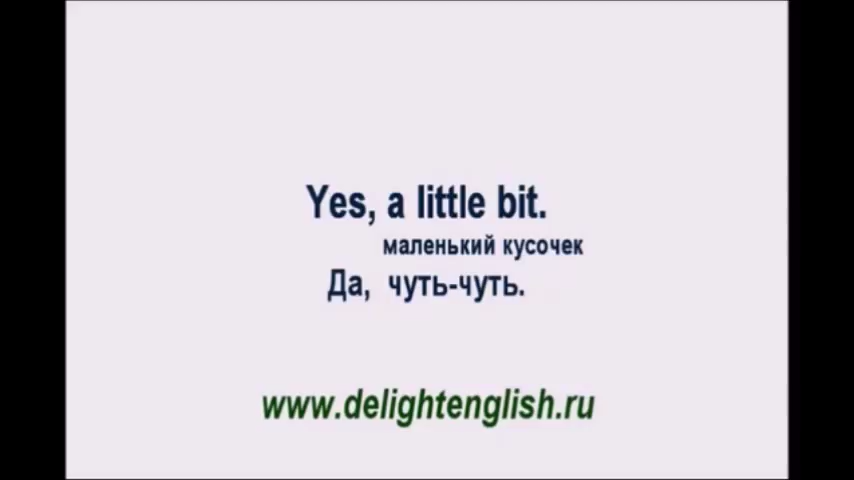 Yes, a little bit.
маленький кусочек
Да, чуть-чуть.
www.delightenglish.ru